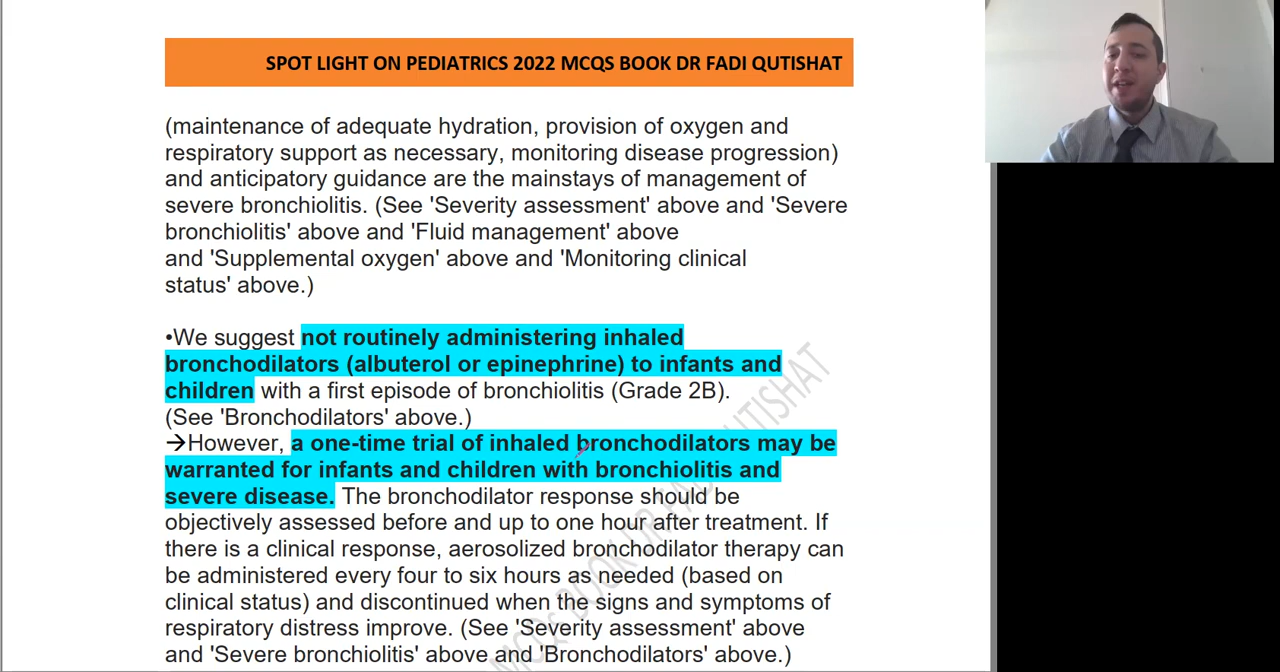 SPOT LIGHT ON PEDIATRICS 2022 MCQS BOOK DR FADI QUTISHAT
(maintenance of adequate hydration, provision of oxygen and
respiratory support as necessary, monitoring disease progression)
and anticipatory guidance are the mainstays of management of
severe bronchiolitis. (See 'Severity assessment' above and 'Severe
bronchiolitis' above and 'Fluid management' above
and 'Supplemental oxygen' above and 'Monitoring clinical
status' above.)
•We suggest not routinely administering inhaled
bronchodilators (albuterol or epinephrine) to infants and
children with a first episode of bronchiolitis (Grade 2B).
(See 'Bronchodilators' above.)
→However, a one-time trial of inhaled bronchodilators may be
warranted for infants and children with bronchiolitis and
severe disease. The bronchodilator response should be
objectively assessed before and up to one hour after treatment. If
there is a clinical response, aerosolized bronchodilator therapy can
be administered every four to six hours as needed (based on
clinical status) and discontinued when the signs and symptoms of
respiratory distress improve. (See 'Severity assessment' above
and 'Severe bronchiolitis' above and 'Bronchodilators' above.)
MCQs BOOK DR FADI QUTISHAT